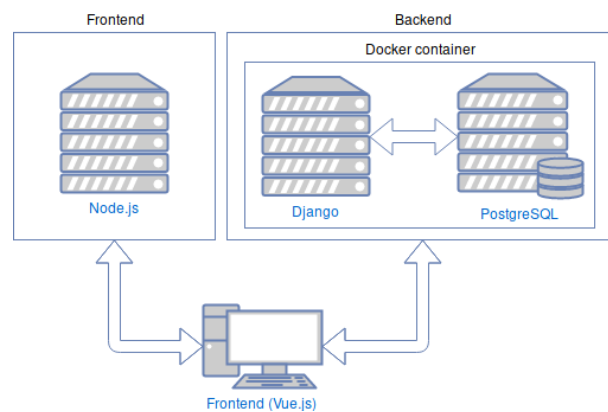 Frontend
Backend
Docker container
Node.js
Django
PostgreSQL
Frontend (Vue.js)